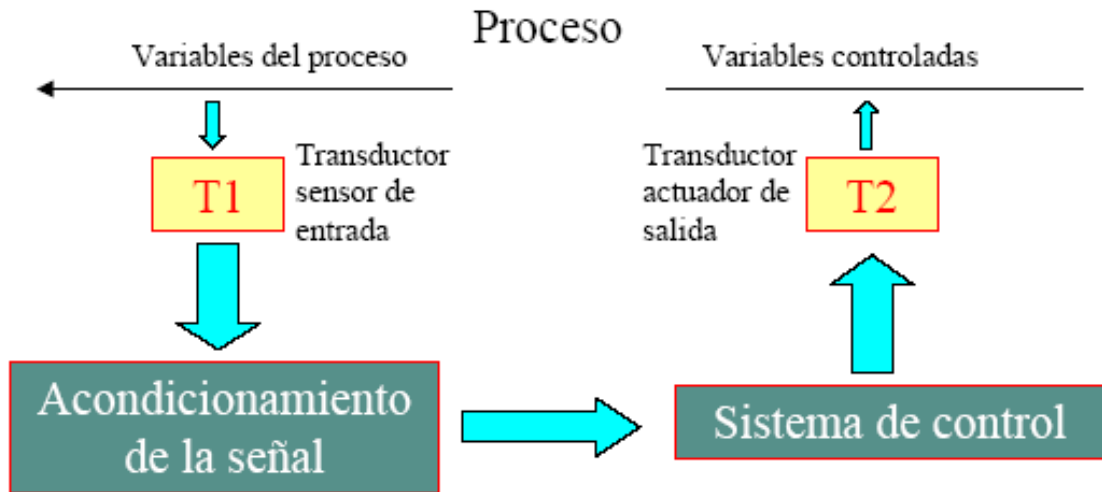 Proceso
Variables del proceso
Variables controladas
T1
Transductor
sensor de
entrada
Transductor
actuador de
salida
T2
Acondicionamiento
de la señal
Sistema de control